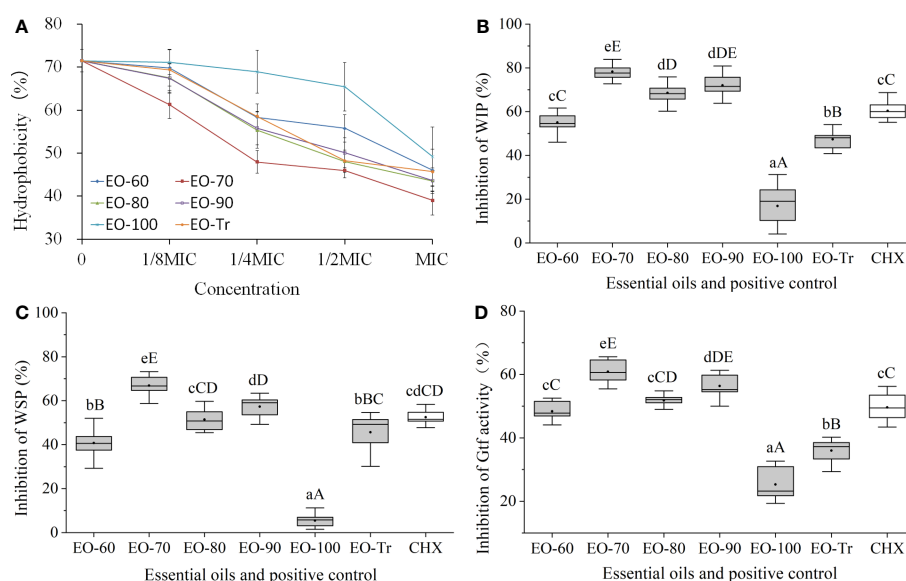 A
80
70
60
50
40
30
Hydrophobicity (%)
EO-60 EO-70
EO-80 EO-90
EO-100 EO-Tr
0 1/8MIC 1/4MIC 1/2MIC MIC
Concentration
B
100
80
60
40
20
0
Inhibition of WIP (%)
cC eE dD dDE aA bB cC
EO-60 EO-70 EO-80 EO-90 EO-100 EO-Tr CHX
Essential oils and positive control
C
100
80
60
40
20
0
Inhibition of WSP (%)
bB eE cCD dD aA bBC cdCD
EO-60 EO-70 EO-80 EO-90 EO-100 EO-Tr CHX
Essential oils and positive control
D
80
60
40
20
Inhibition of Gtf activity (%)
cC eE cCD dDE aA bB cC
EO-60 EO-70 EO-80 EO-90 EO-100 EO-Tr CHX
Essential oils and positive control